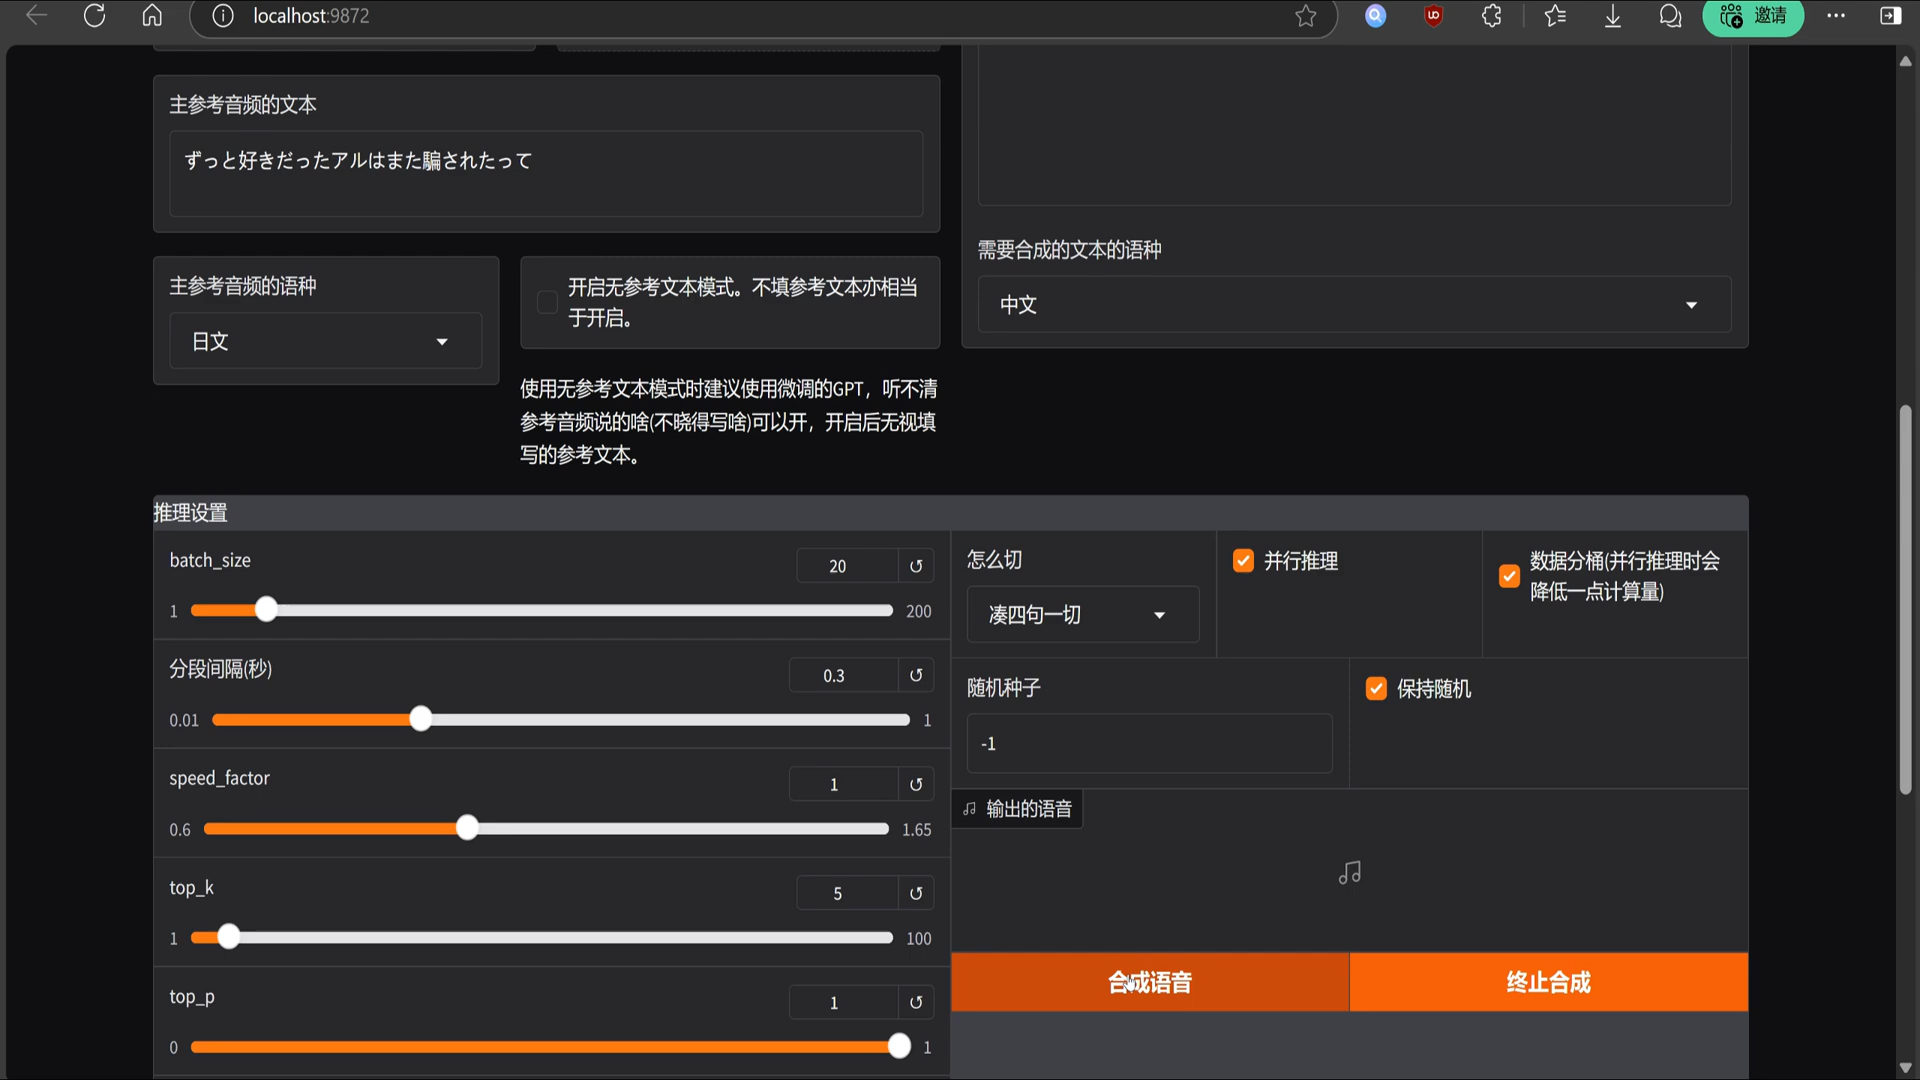 localhost:9872
邀请
主参考音频的文本
ずっと好きだったアルはまた騙されたって
主参考音频的语种
日文
开启无参考文本模式。不填参考文本亦相当
于开启。
使用无参考文本模式时建议使用微调的GPT，听不清
参考音频说的啥(不晓得写啥)可以开，开启后无视填
写的参考文本。
需要合成的文本的语种
中文
推理设置
batch_size
20
1
200
分段间隔(秒)
0.3
0.01
1
speed_factor
1
0.6
1.65
top_k
5
1
100
top_p
1
0
1
怎么切
凑四句一切
并行推理
数据分桶(并行推理时会
降低一点计算量)
随机种子
-1
保持随机
输出的语音
合成语音
终止合成